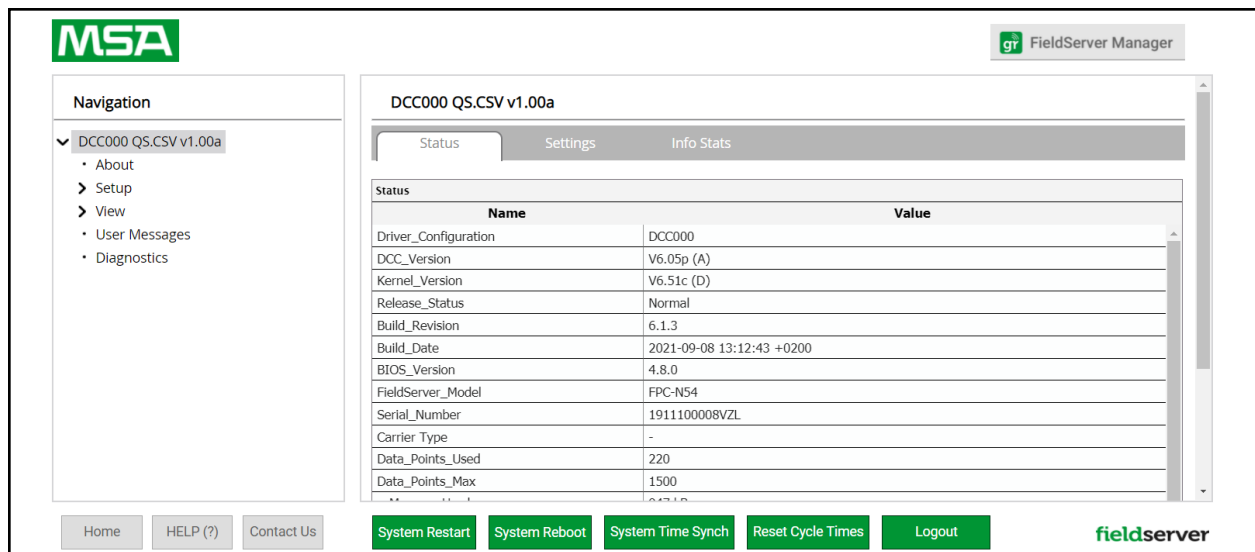 MSA
gr FieldServer Manager
Navigation
DCC000 QS.CSV v1.00a
About
Setup
View
User Messages
Diagnostics
DCC000 QS.CSV v1.00a
Status Settings Info Stats
Status
Name Value
Driver_Configuration DCC000
DCC_Version V6.05p (A)
Kernel_Version V6.51c (D)
Release_Status Normal
Build_Revision 6.1.3
Build_Date 2021-09-08 13:12:43 +0200
BIOS_Version 4.8.0
FieldServer_Model FPC-N54
Serial_Number 1911100008VZL
Carrier Type -
Data_Points_Used 220
Data_Points_Max 1500
Home HELP (?) Contact Us System Restart System Reboot System Time Synch Reset Cycle Times Logout fieldserver